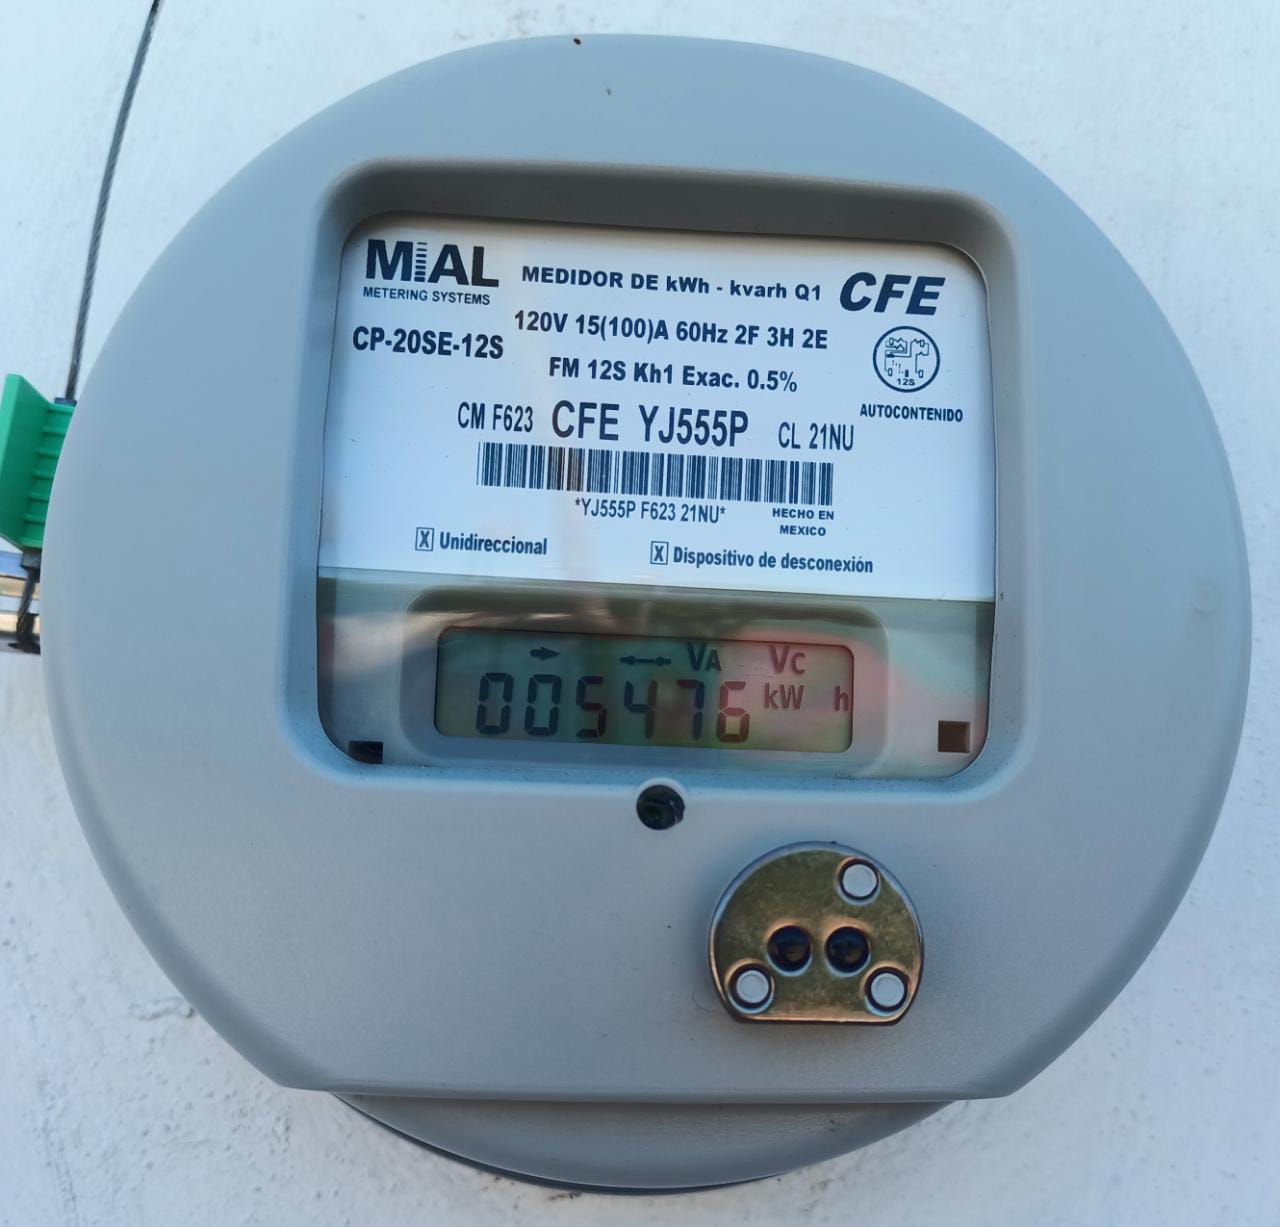 MIAL
METERING SYSTEMS
MEDIDOR DE kWh - kvarh Q1
CFE
CP-20SE-12S
120V 15(100)A 60Hz 2F 3H 2E
FM 12S Kh1 Exac. 0.5%
12S
AUTOCONTENIDO
CM F623 CFE YJ555P CL 21NU
*YJ555P F623 21NU*
HECHO EN
MEXICO
X Unidireccional
X Dispositivo de desconexión
VA VC
005476 kW h